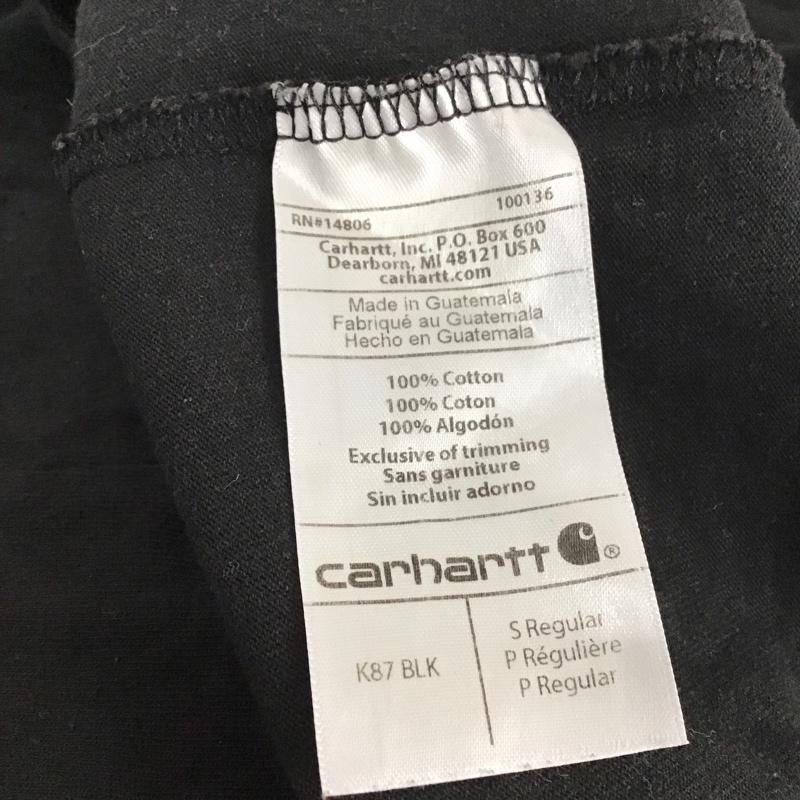 RN#14806 100136
Carhartt, Inc. P.O. Box 600
Dearborn, MI 48121 USA
carhartt.com
Made in Guatemala
Fabriqué au Guatemala
Hecho en Guatemala
100% Cotton
100% Coton
100% Algodón
Exclusive of trimming
Sans garniture
Sin incluir adorno
carhartt ®
K87 BLK
S Regular
P Régulière
P Regular